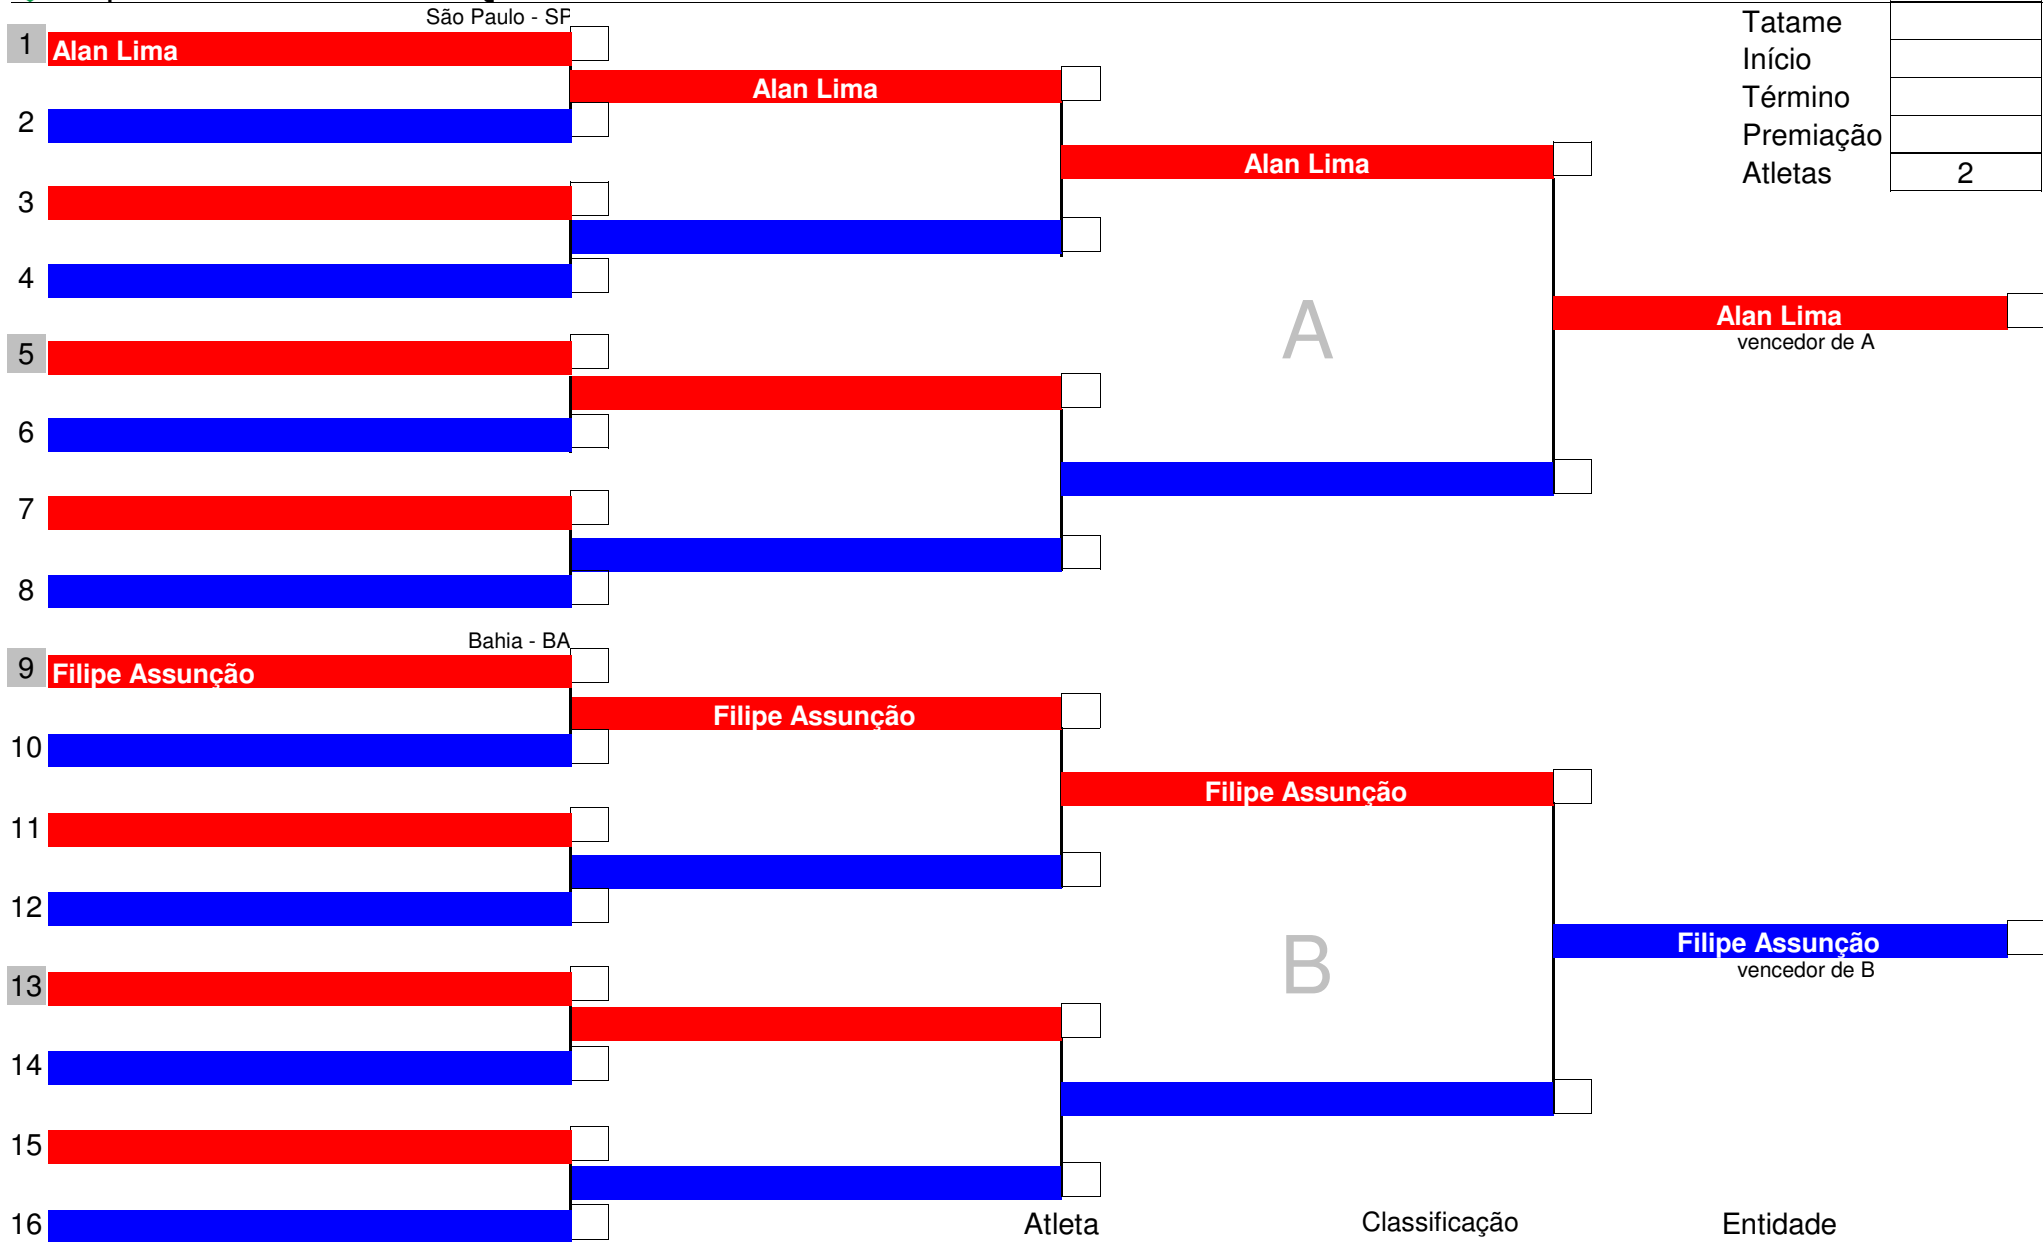 São Paulo - SP
Tatame
1 Alan Lima
Início
Alan Lima
Término
2
Premiação
Alan Lima
Atletas 2
3
4
Alan Lima
A
vencedor de A
5
6
7
8
Bahia - BA
9 Filipe Assunção
Filipe Assunção
10
Filipe Assunção
11
12
Filipe Assunção
B
vencedor de B
13
14
15
16
Atleta Classificação Entidade